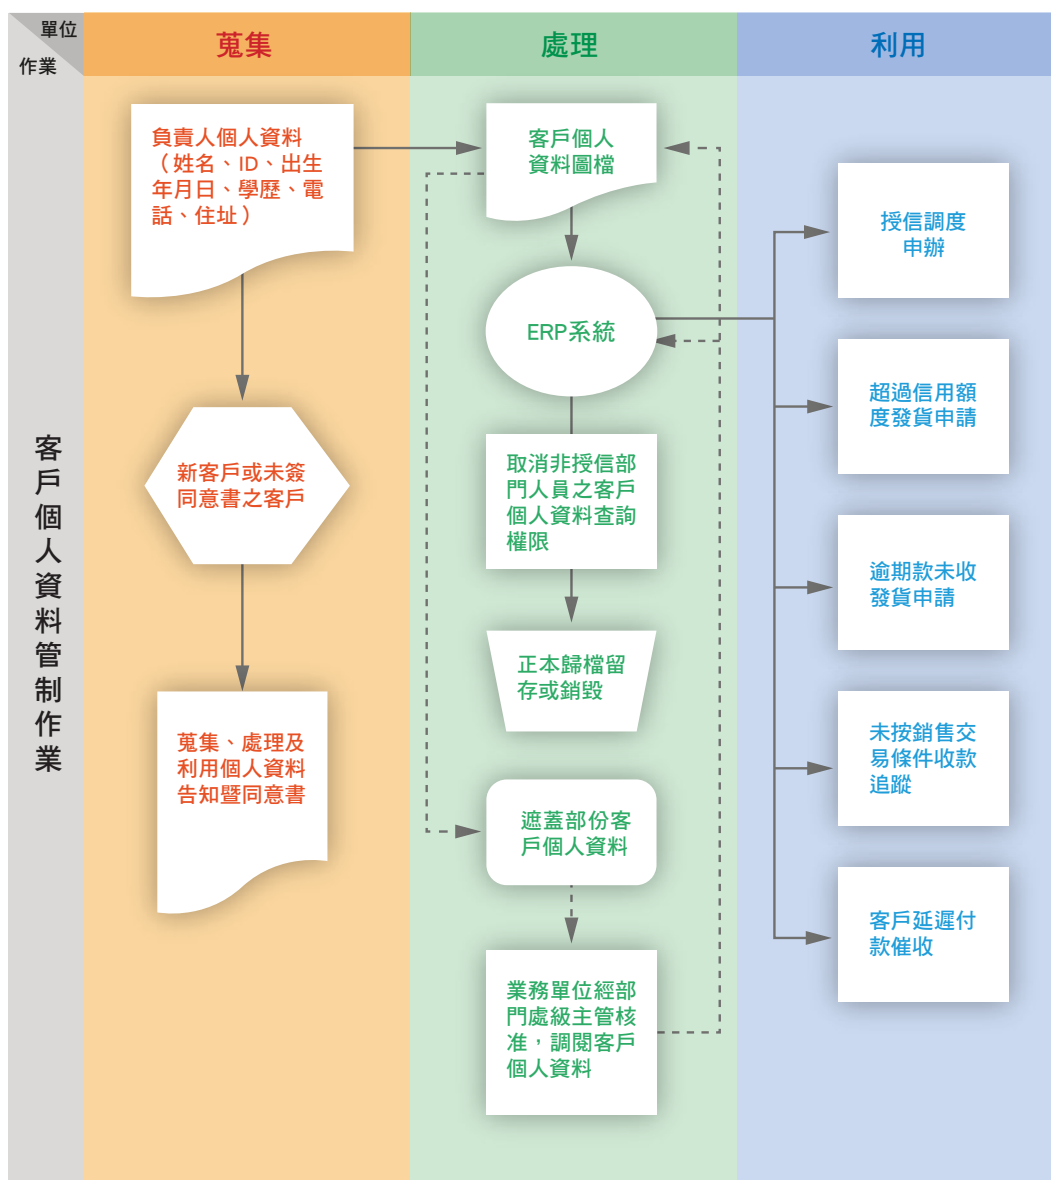 單位
作業
蒐集
處理
利用
客戶個人資料管制作業
負責人個人資料
（姓名、ID、出生
年月日、學歷、電
話、住址）
新客戶或未簽
同意書之客戶
蒐集、處理及
利用個人資料
告知暨同意書
客戶個人
資料圖檔
ERP系統
取消非授信部
門人員之客戶
個人資料查詢
權限
正本歸檔留
存或銷毀
遮蓋部份客
戶個人資料
業務單位經部
門處級主管核
准，調閱客戶
個人資料
授信調度
申辦
超過信用額
度發貨申請
逾期款未收
發貨申請
未按銷售交
易條件收款
追蹤
客戶延遲付
款催收